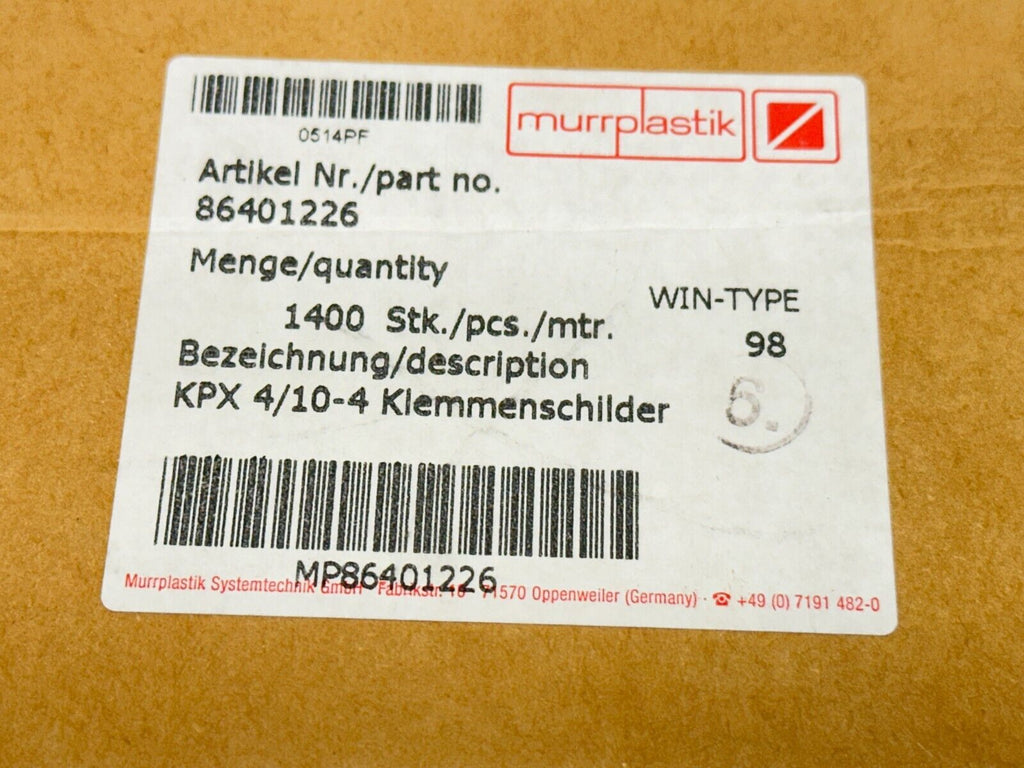 0514PF
murrplastik
Artikel Nr./part no.
86401226
Menge/quantity
WIN-TYPE
1400 Stk./pcs./mtr.
98
Bezeichnung/description
KPX 4/10-4 Klemmenschilder
6.
MP86401226
Murrplastik Systemtechnik GmbH · Fabrikstr. 10 · 71570 Oppenweiler (Germany) · ☎ +49 (0) 7191 482-0